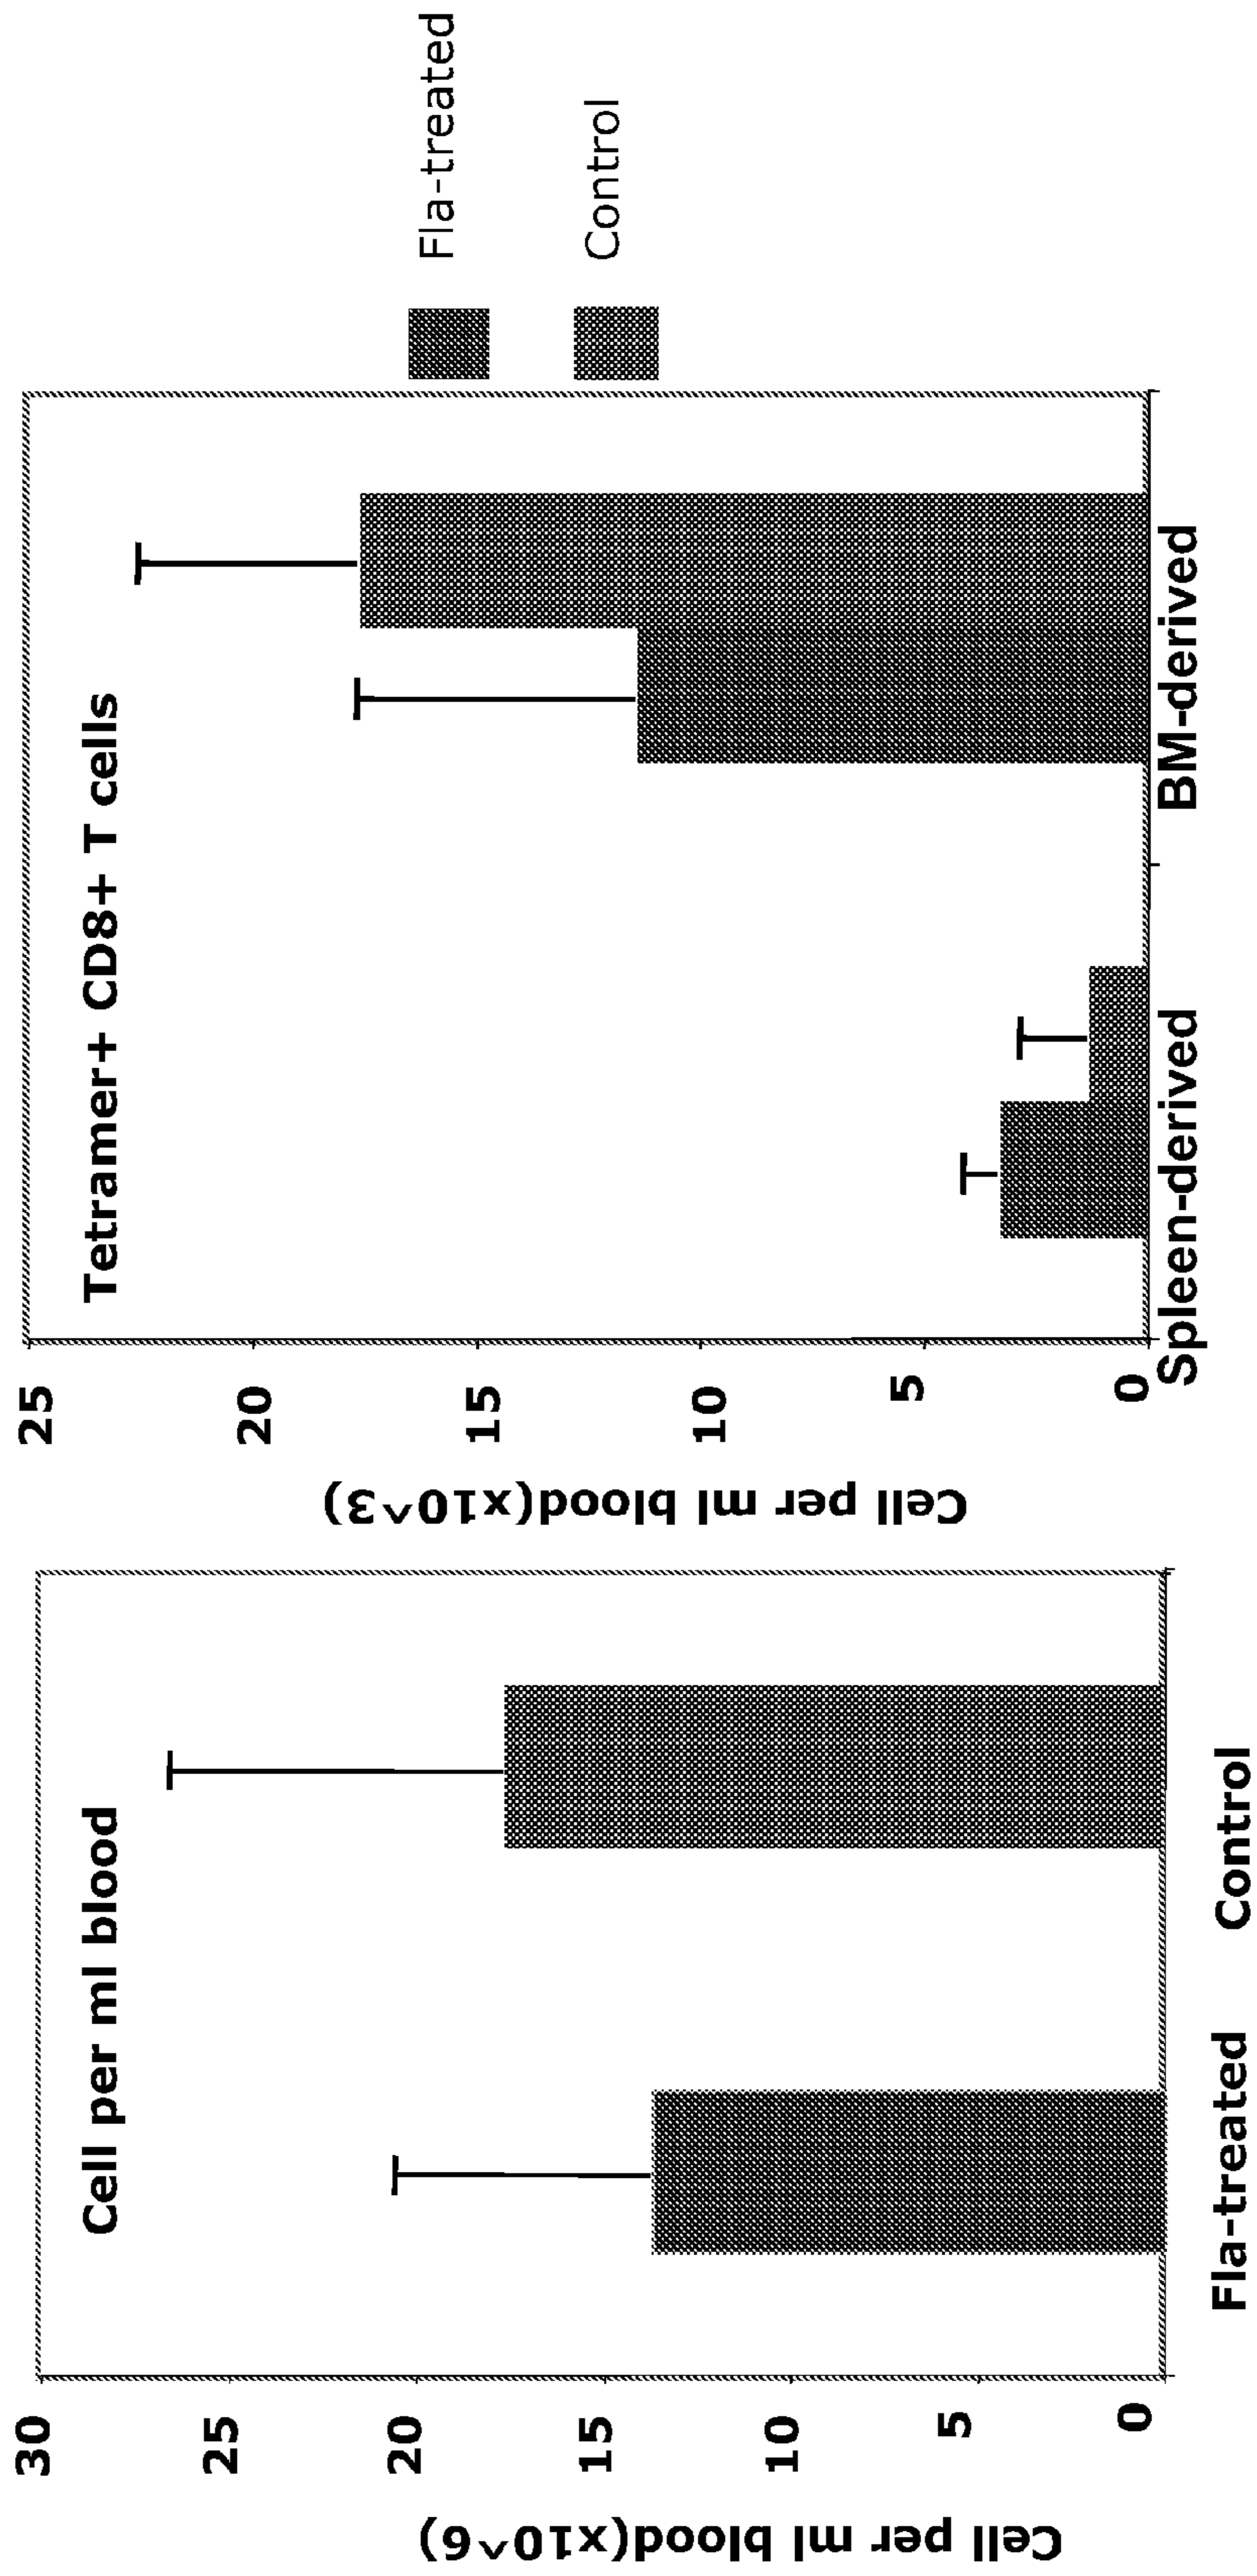 Cell per ml blood
Cell per ml blood(x10^6)
30
25
20
15
10
5
0
Fla-treated
Control
Tetramer+ CD8+ T cells
Cell per ml blood(x10^3)
25
20
15
10
5
0
Spleen-derived
BM-derived
Fla-treated
Control